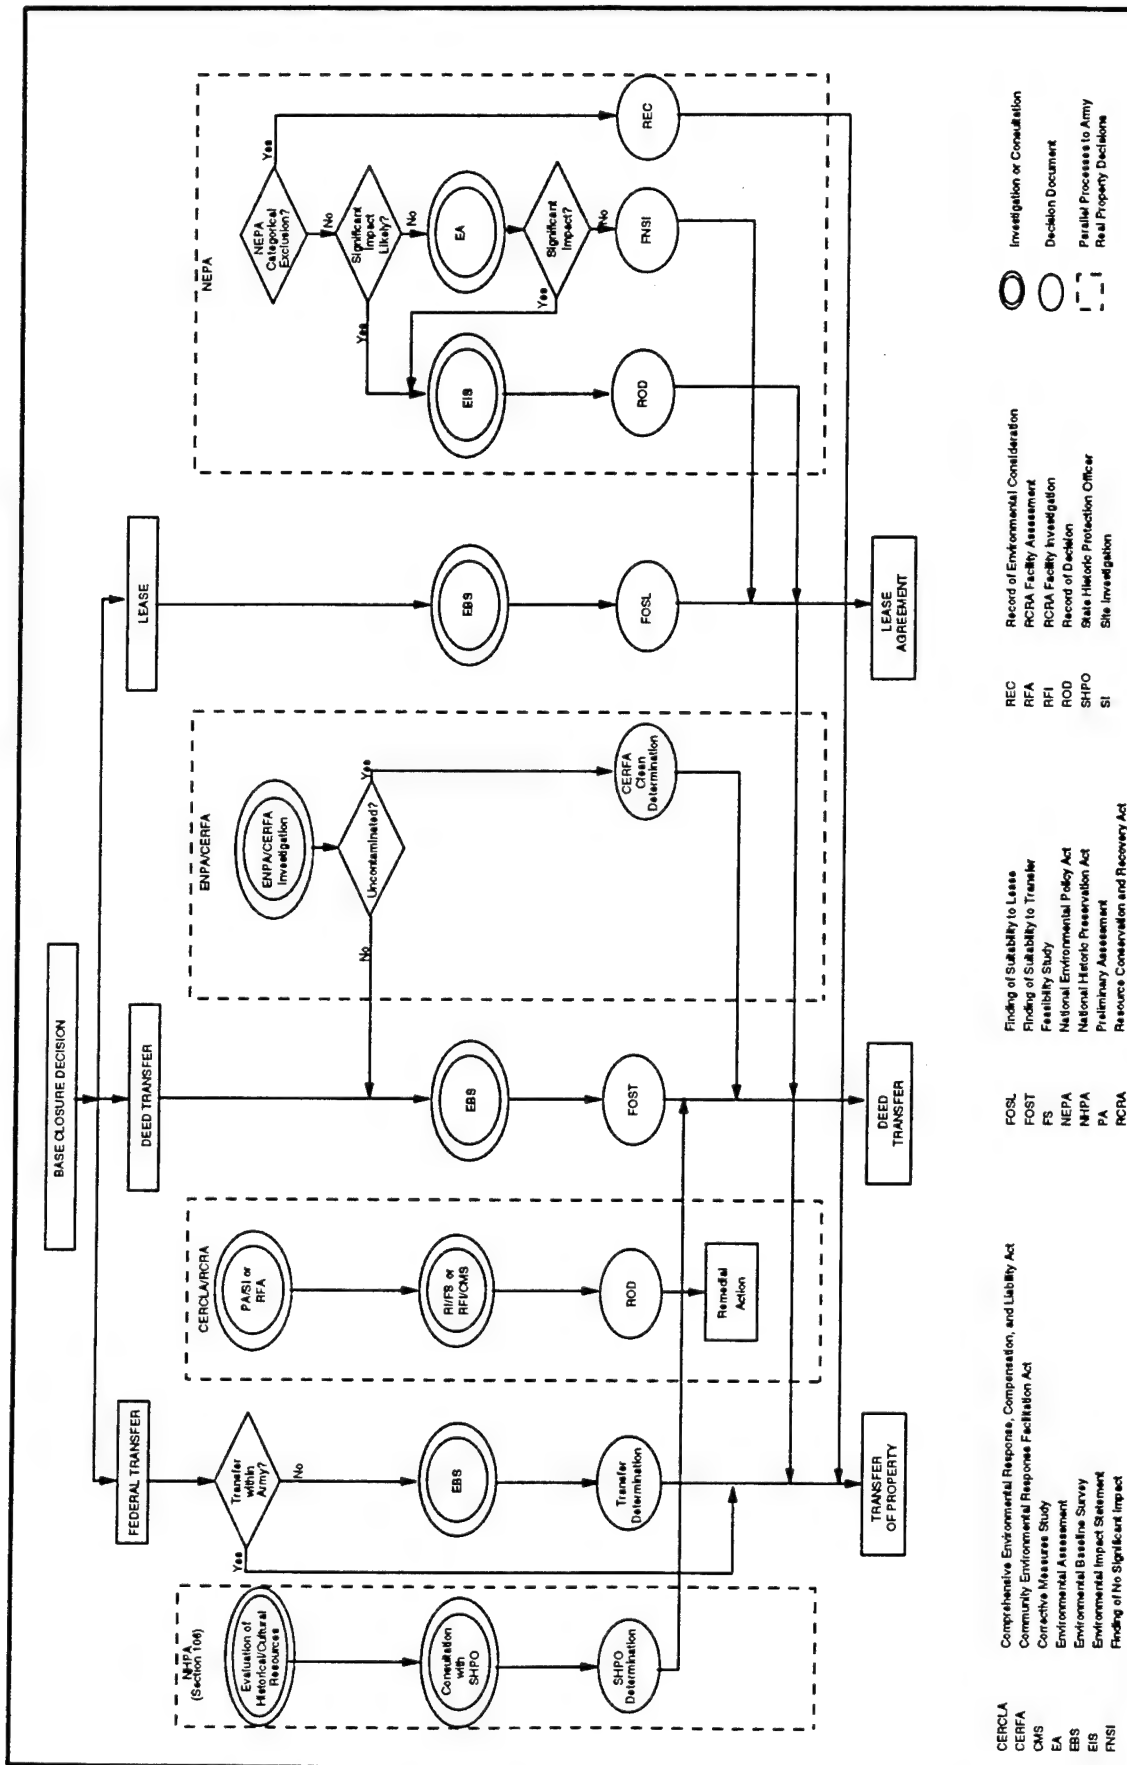 BASE CLOSURE DECISION
FEDERAL TRANSFER
DEED TRANSFER
LEASE
NHPA
(Section 106)
Evaluation of
Historical/Cultural
Resources
Consultation
with
SHPO
SHPO
Determination
Transfer
within
Army?
Yes
No
EBS
Transfer
Determination
TRANSFER
OF PROPERTY
CERCLA/RCRA
PA/SI or
RFA
RI/FS or
RFI/CMS
ROD
Remedial
Action
EBS
FOST
DEED
TRANSFER
ENPA/CERFA
ENPA/CERFA
Investigation
Uncontaminated?
No
Yes
CERFA
Clean
Determination
EBS
FOSL
LEASE
AGREEMENT
NEPA
NEPA
Categorical
Exclusion?
Yes
No
Significant
Impact
Likely?
Yes
No
EIS
EA
Significant
Impact?
Yes
No
ROD
FNSI
REC
CERCLA Comprehensive Environmental Response, Compensation, and Liability Act
CERFA Community Environmental Response Facilitation Act
CMS Corrective Measures Study
EA Environmental Assessment
EBS Environmental Baseline Survey
EIS Environmental Impact Statement
FNSI Finding of No Significant Impact
FOSL Finding of Suitability to Lease
FOST Finding of Suitability to Transfer
FS Feasibility Study
NEPA National Environmental Policy Act
NHPA National Historic Preservation Act
PA Preliminary Assessment
RCRA Resource Conservation and Recovery Act
REC Record of Environmental Consideration
RFA RCRA Facility Assessment
RFI RCRA Facility Investigation
ROD Record of Decision
SHPO State Historic Protection Officer
SI Site Investigation
Investigation or Consultation
Decision Document
Parallel Processes to Army
Real Property Decisions